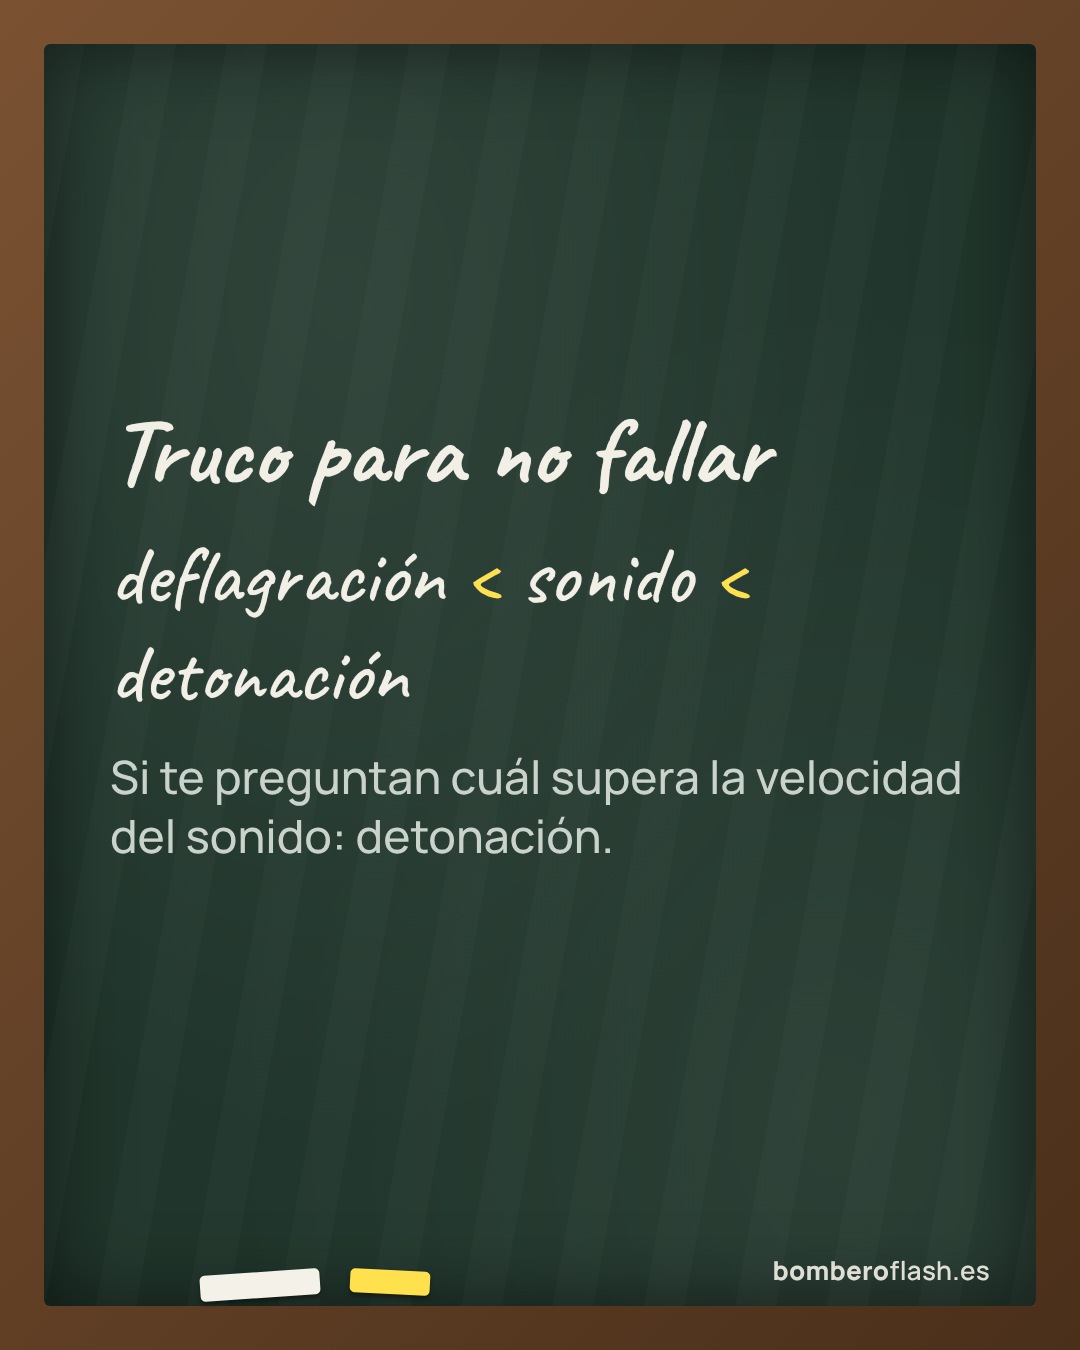 Truco para no fallar
deflagración < sonido <
detonación
Si te preguntan cuál supera la velocidad
del sonido: detonación.
bomberoflash.es